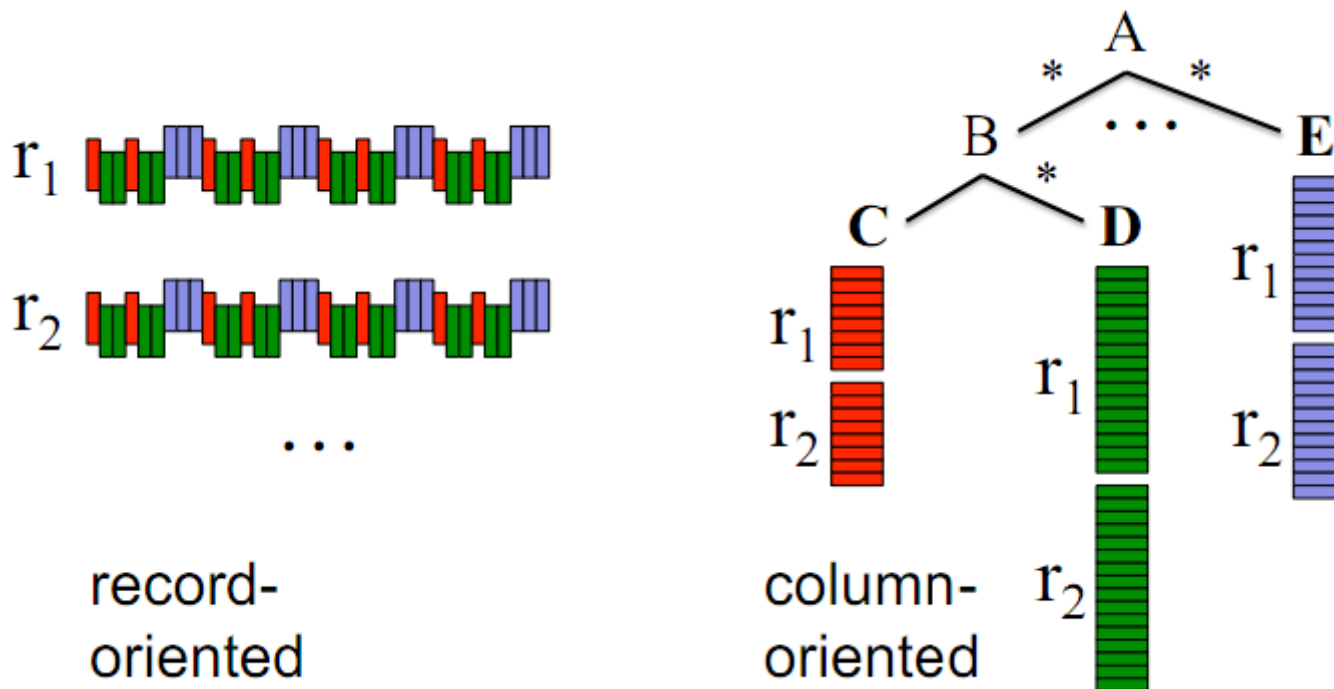 r1
r2
...
record-
oriented
A
* *
B ... E
*
C D
r1 r1 r1
r2 r2 r2
column-
oriented